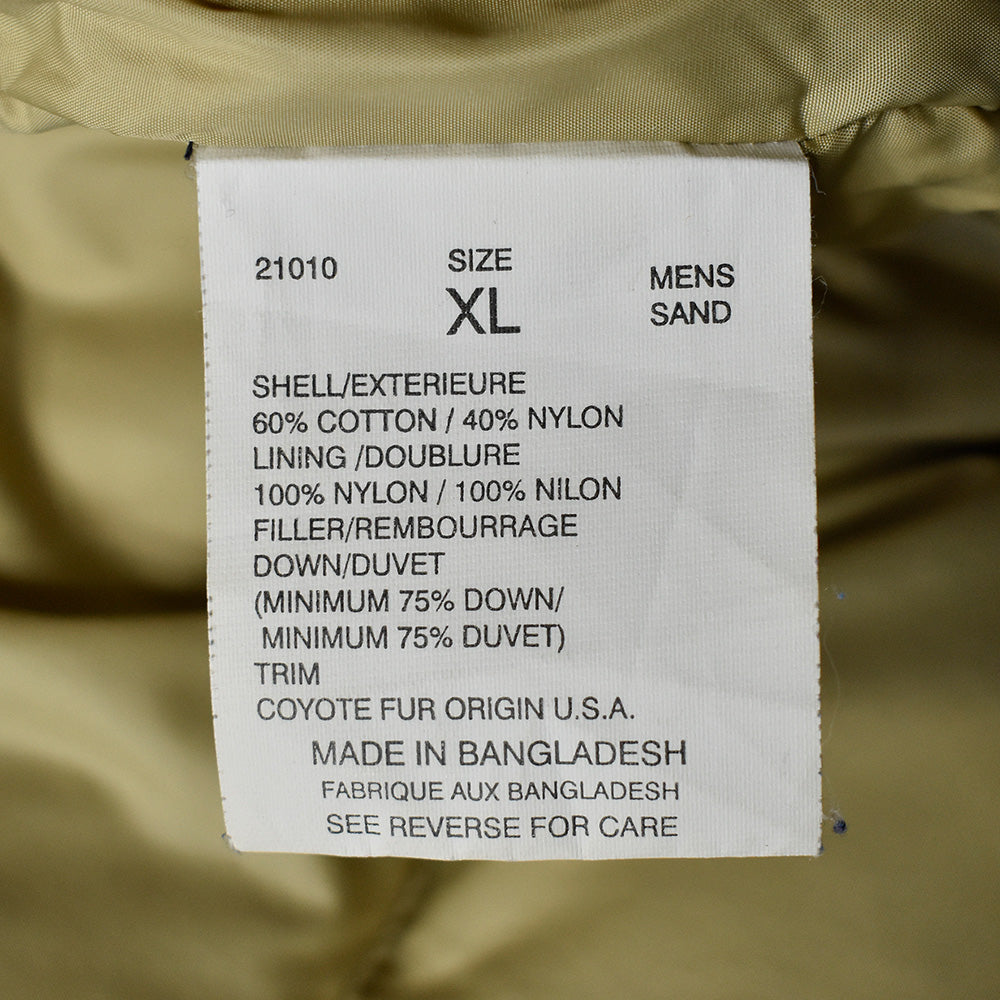 21010 SIZE MENS
XL SAND
SHELL/EXTERIEURE
60% COTTON / 40% NYLON
LINING /DOUBLURE
100% NYLON / 100% NILON
FILLER/REMBOURRAGE
DOWN/DUVET
(MINIMUM 75% DOWN/
MINIMUM 75% DUVET)
TRIM
COYOTE FUR ORIGIN U.S.A.
MADE IN BANGLADESH
FABRIQUE AUX BANGLADESH
SEE REVERSE FOR CARE